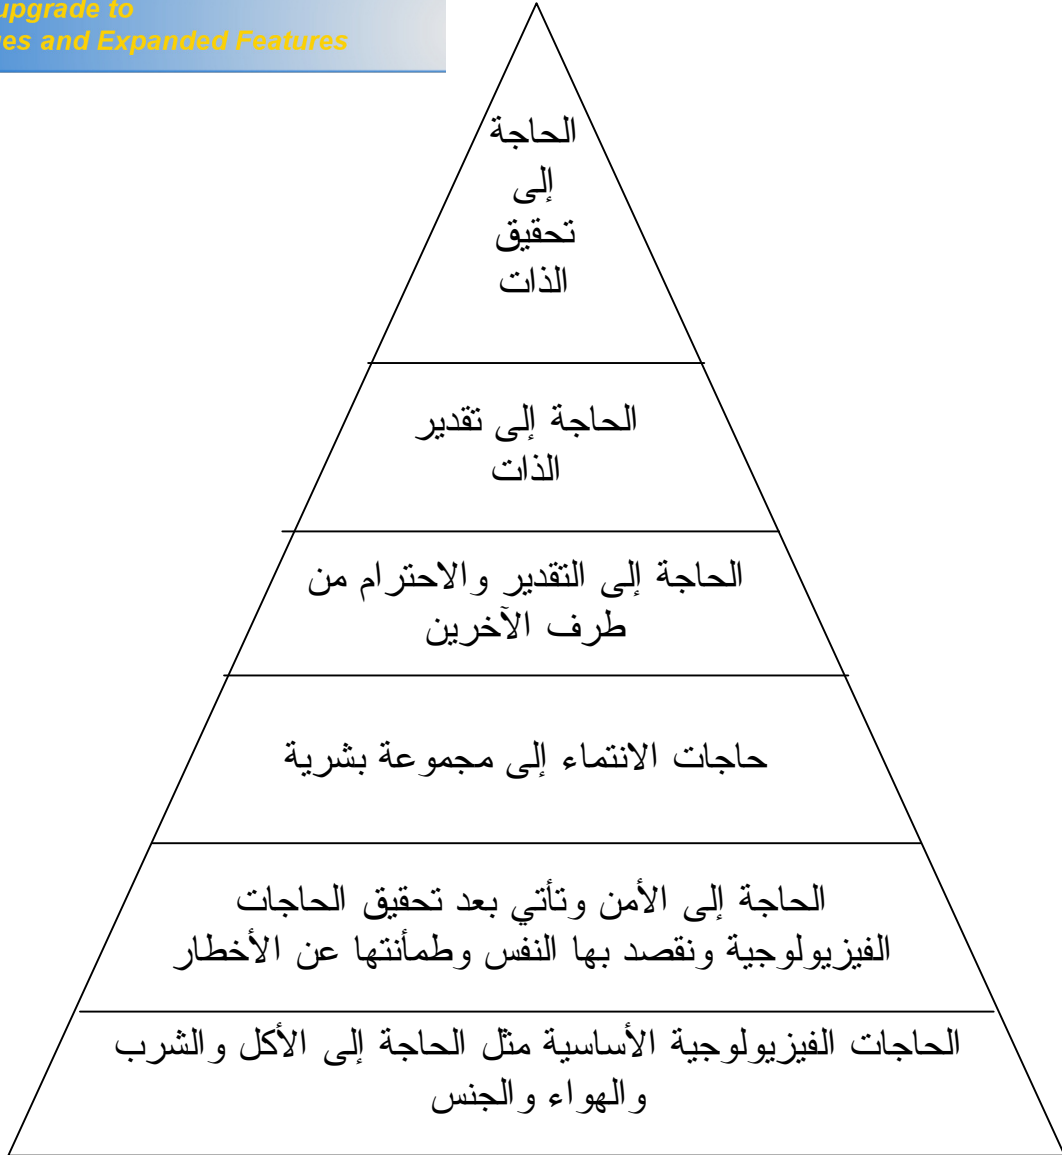 upgrade to
and Expanded Features
الحاجة
إلى
تحقيق
الذات
الحاجة إلى تقدير
الذات
الحاجة إلى التقدير والاحترام من
طرف الآخرين
حاجات الانتماء إلى مجموعة بشرية
الحاجة إلى الأمن وتأتي بعد تحقيق الحاجات
الفيزيولوجية ونقصد بها النفس وطمأنتها عن الأخطار
الحاجات الفيزيولوجية الأساسية مثل الحاجة إلى الأكل والشرب
والهواء والجنس